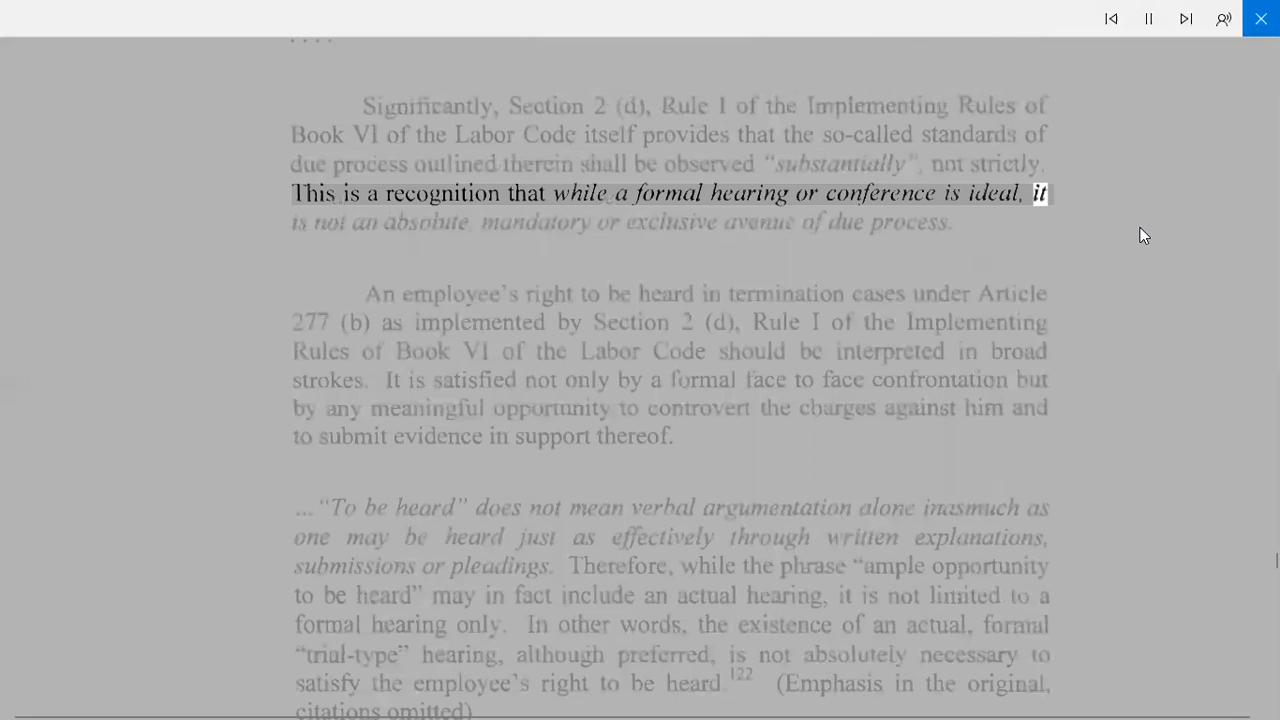 ....
Significantly, Section 2 (d), Rule I of the Implementing Rules of
Book VI of the Labor Code itself provides that the so-called standards of
due process outlined therein shall be observed “substantially”, not strictly.
This is a recognition that while a formal hearing or conference is ideal, it
is not an absolute, mandatory or exclusive avenue of due process.
An employee’s right to be heard in termination cases under Article
277 (b) as implemented by Section 2 (d), Rule I of the Implementing
Rules of Book VI of the Labor Code should be interpreted in broad
strokes. It is satisfied not only by a formal face to face confrontation but
by any meaningful opportunity to controvert the charges against him and
to submit evidence in support thereof.
... “To be heard” does not mean verbal argumentation alone inasmuch as
one may be heard just as effectively through written explanations,
submissions or pleadings. Therefore, while the phrase “ample opportunity
to be heard” may in fact include an actual hearing, it is not limited to a
formal hearing only. In other words, the existence of an actual, formal
“trial-type” hearing, although preferred, is not absolutely necessary to
satisfy the employee’s right to be heard.122 (Emphasis in the original,
citations omitted)